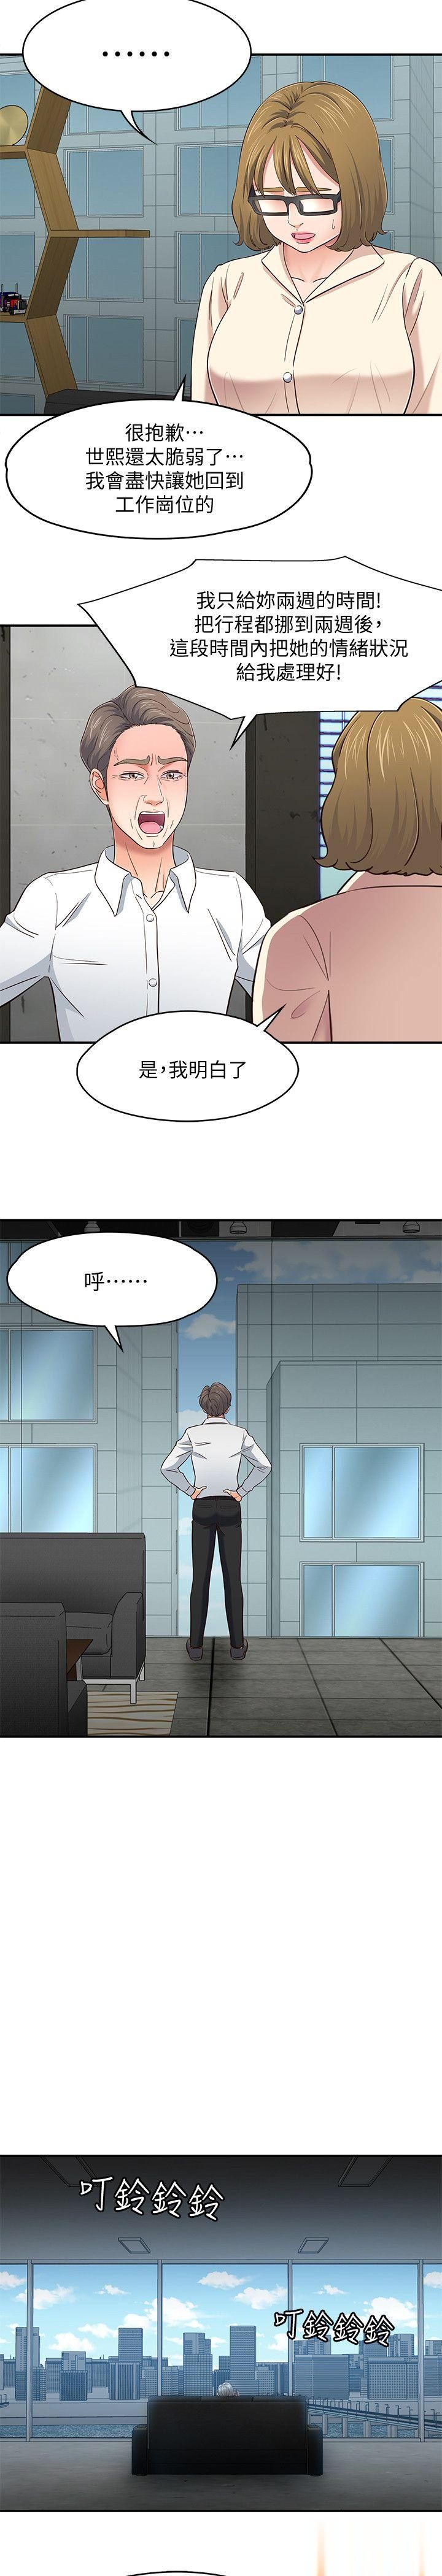 ······
很抱歉…
世熙還太脆弱了…
我會盡快讓她回到
工作崗位的
我只給妳兩週的時間!
把行程都挪到兩週後,
這段時間內把她的情緒狀況
給我處理好!
是,我明白了
呼……
叮鈴鈴鈴
叮鈴鈴鈴